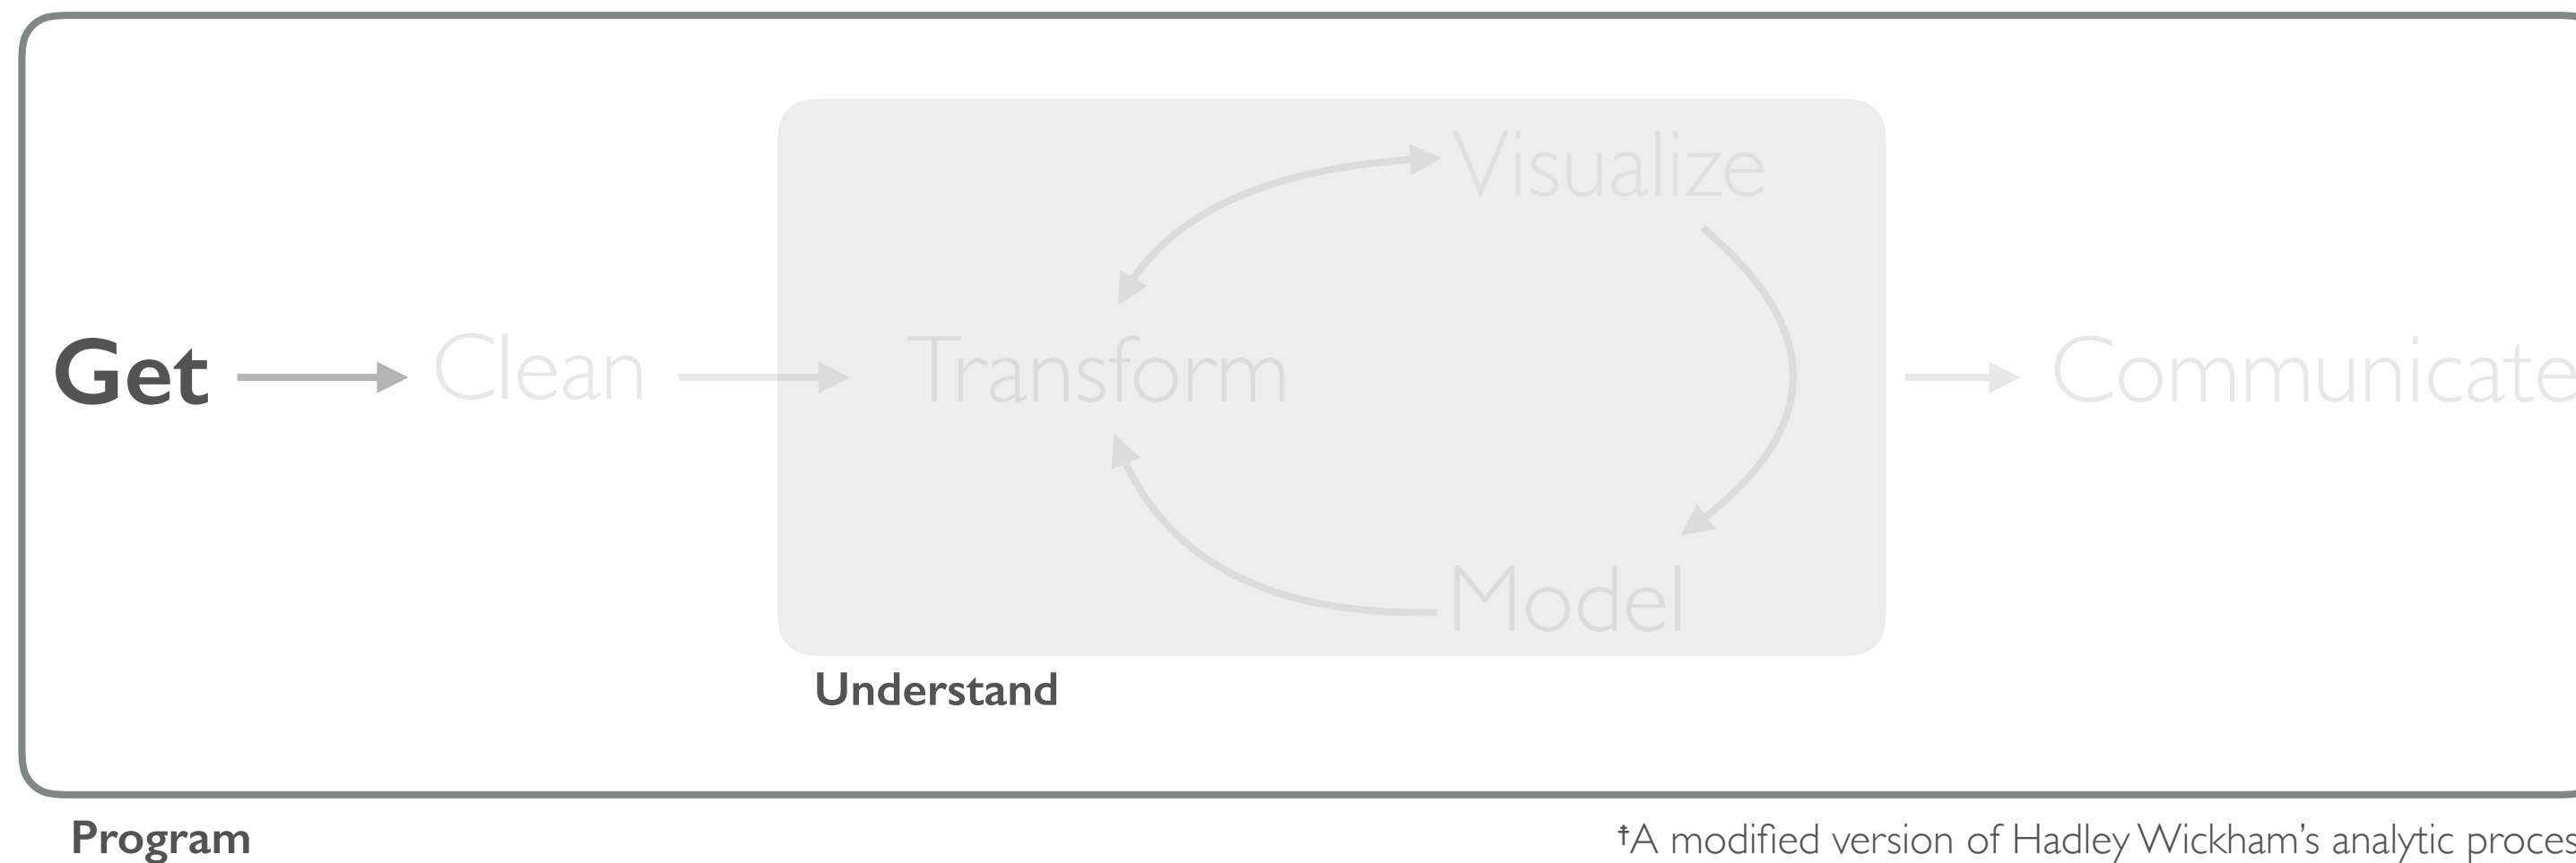 Visualize
Get
Clean
Transform
Communicate
Model
Understand
Program
†A modified version of Hadley Wickham’s analytic proces